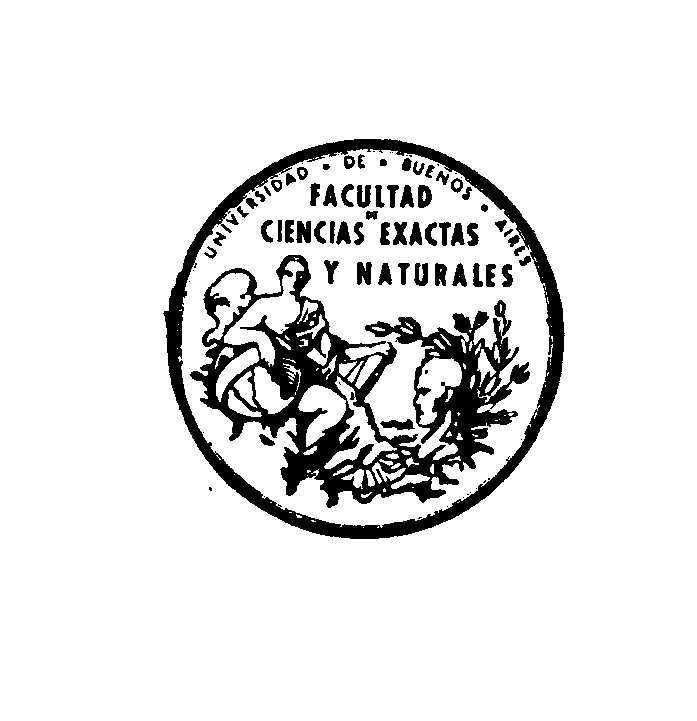 UNIVERSIDAD • DE • BUENOS • AIRES
FACULTAD
DE
CIENCIAS EXACTAS
Y NATURALES